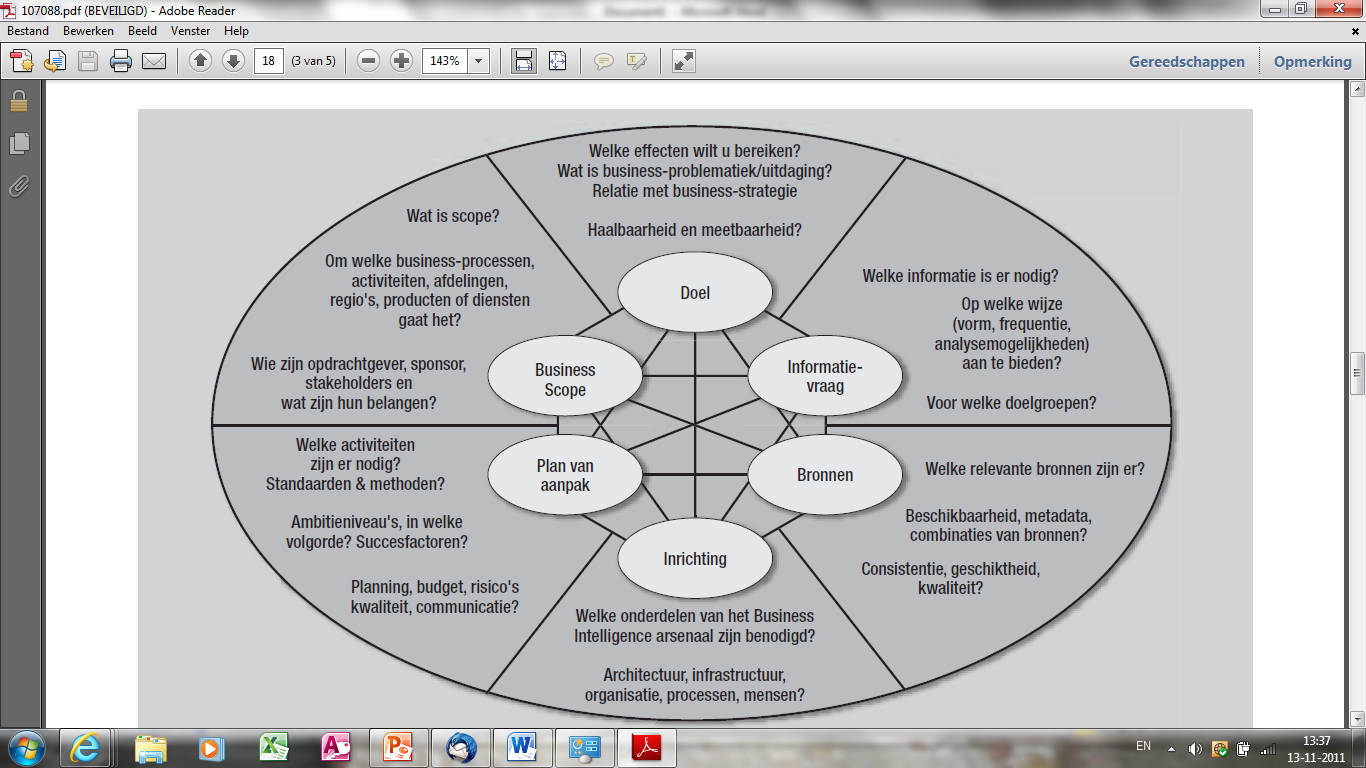 107088.pdf (BEVEILIGD) - Adobe Reader
Bestand Bewerken Beeld Venster Help
18 (3 van 5) 143% Gereedschappen Opmerking
Welke effecten wilt u bereiken?
Wat is business-problematiek/uitdaging?
Relatie met business-strategie
Haalbaarheid en meetbaarheid?
Doel
Welke informatie is er nodig?
Op welke wijze
(vorm, frequentie,
analysemogelijkheden)
aan te bieden?
Voor welke doelgroepen?
Informatie-
vraag
Welke relevante bronnen zijn er?
Beschikbaarheid, metadata,
combinaties van bronnen?
Consistentie, geschiktheid,
kwaliteit?
Bronnen
Inrichting
Welke onderdelen van het Business
Intelligence arsenaal zijn benodigd?
Architectuur, infrastructuur,
organisatie, processen, mensen?
Plan van
aanpak
Welke activiteiten
zijn er nodig?
Standaarden & methoden?
Ambitieniveau's, in welke
volgorde? Succesfactoren?
Planning, budget, risico's
kwaliteit, communicatie?
Business
Scope
Wat is scope?
Om welke business-processen,
activiteiten, afdelingen,
regio's, producten of diensten
gaat het?
Wie zijn opdrachtgever, sponsor,
stakeholders en
wat zijn hun belangen?
EN
13:37
13-11-2011